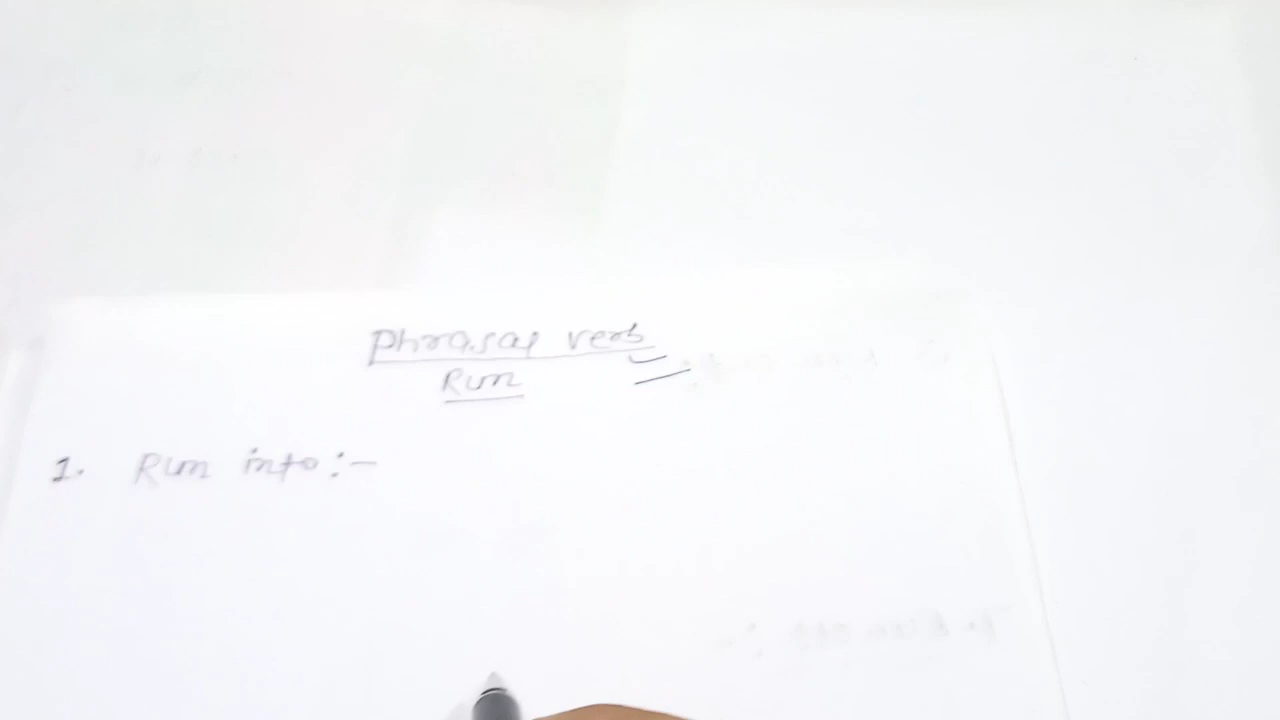 Phrasal verb
Run
1. Run into:-